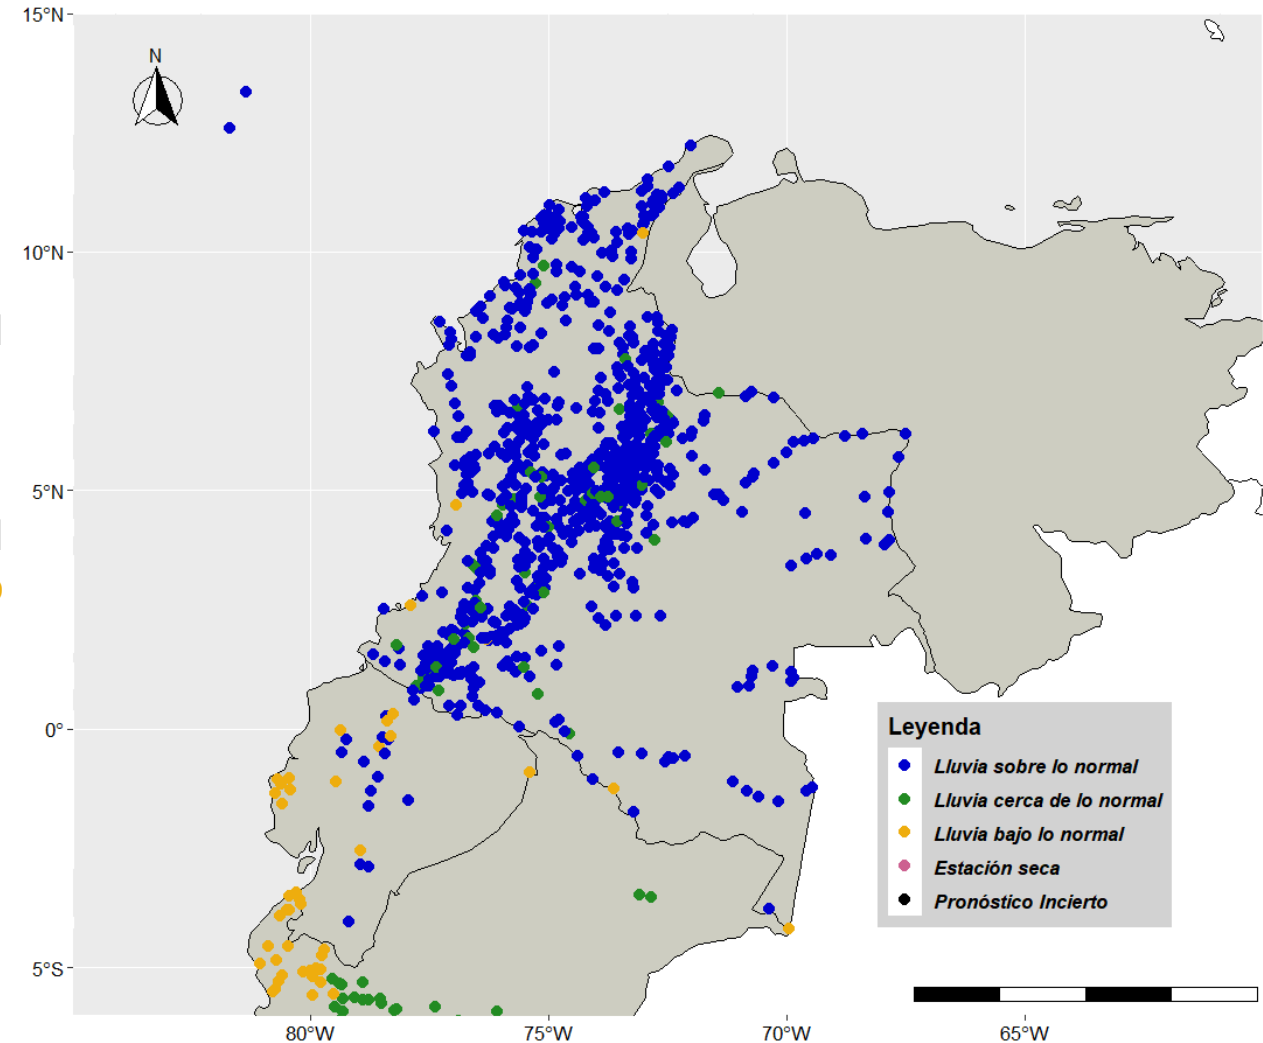 15°N
N
10°N
5°N
0°
Leyenda
Lluvia sobre lo normal
Lluvia cerca de lo normal
Lluvia bajo lo normal
Estación seca
Pronóstico Incierto
5°S
80°W 75°W 70°W 65°W